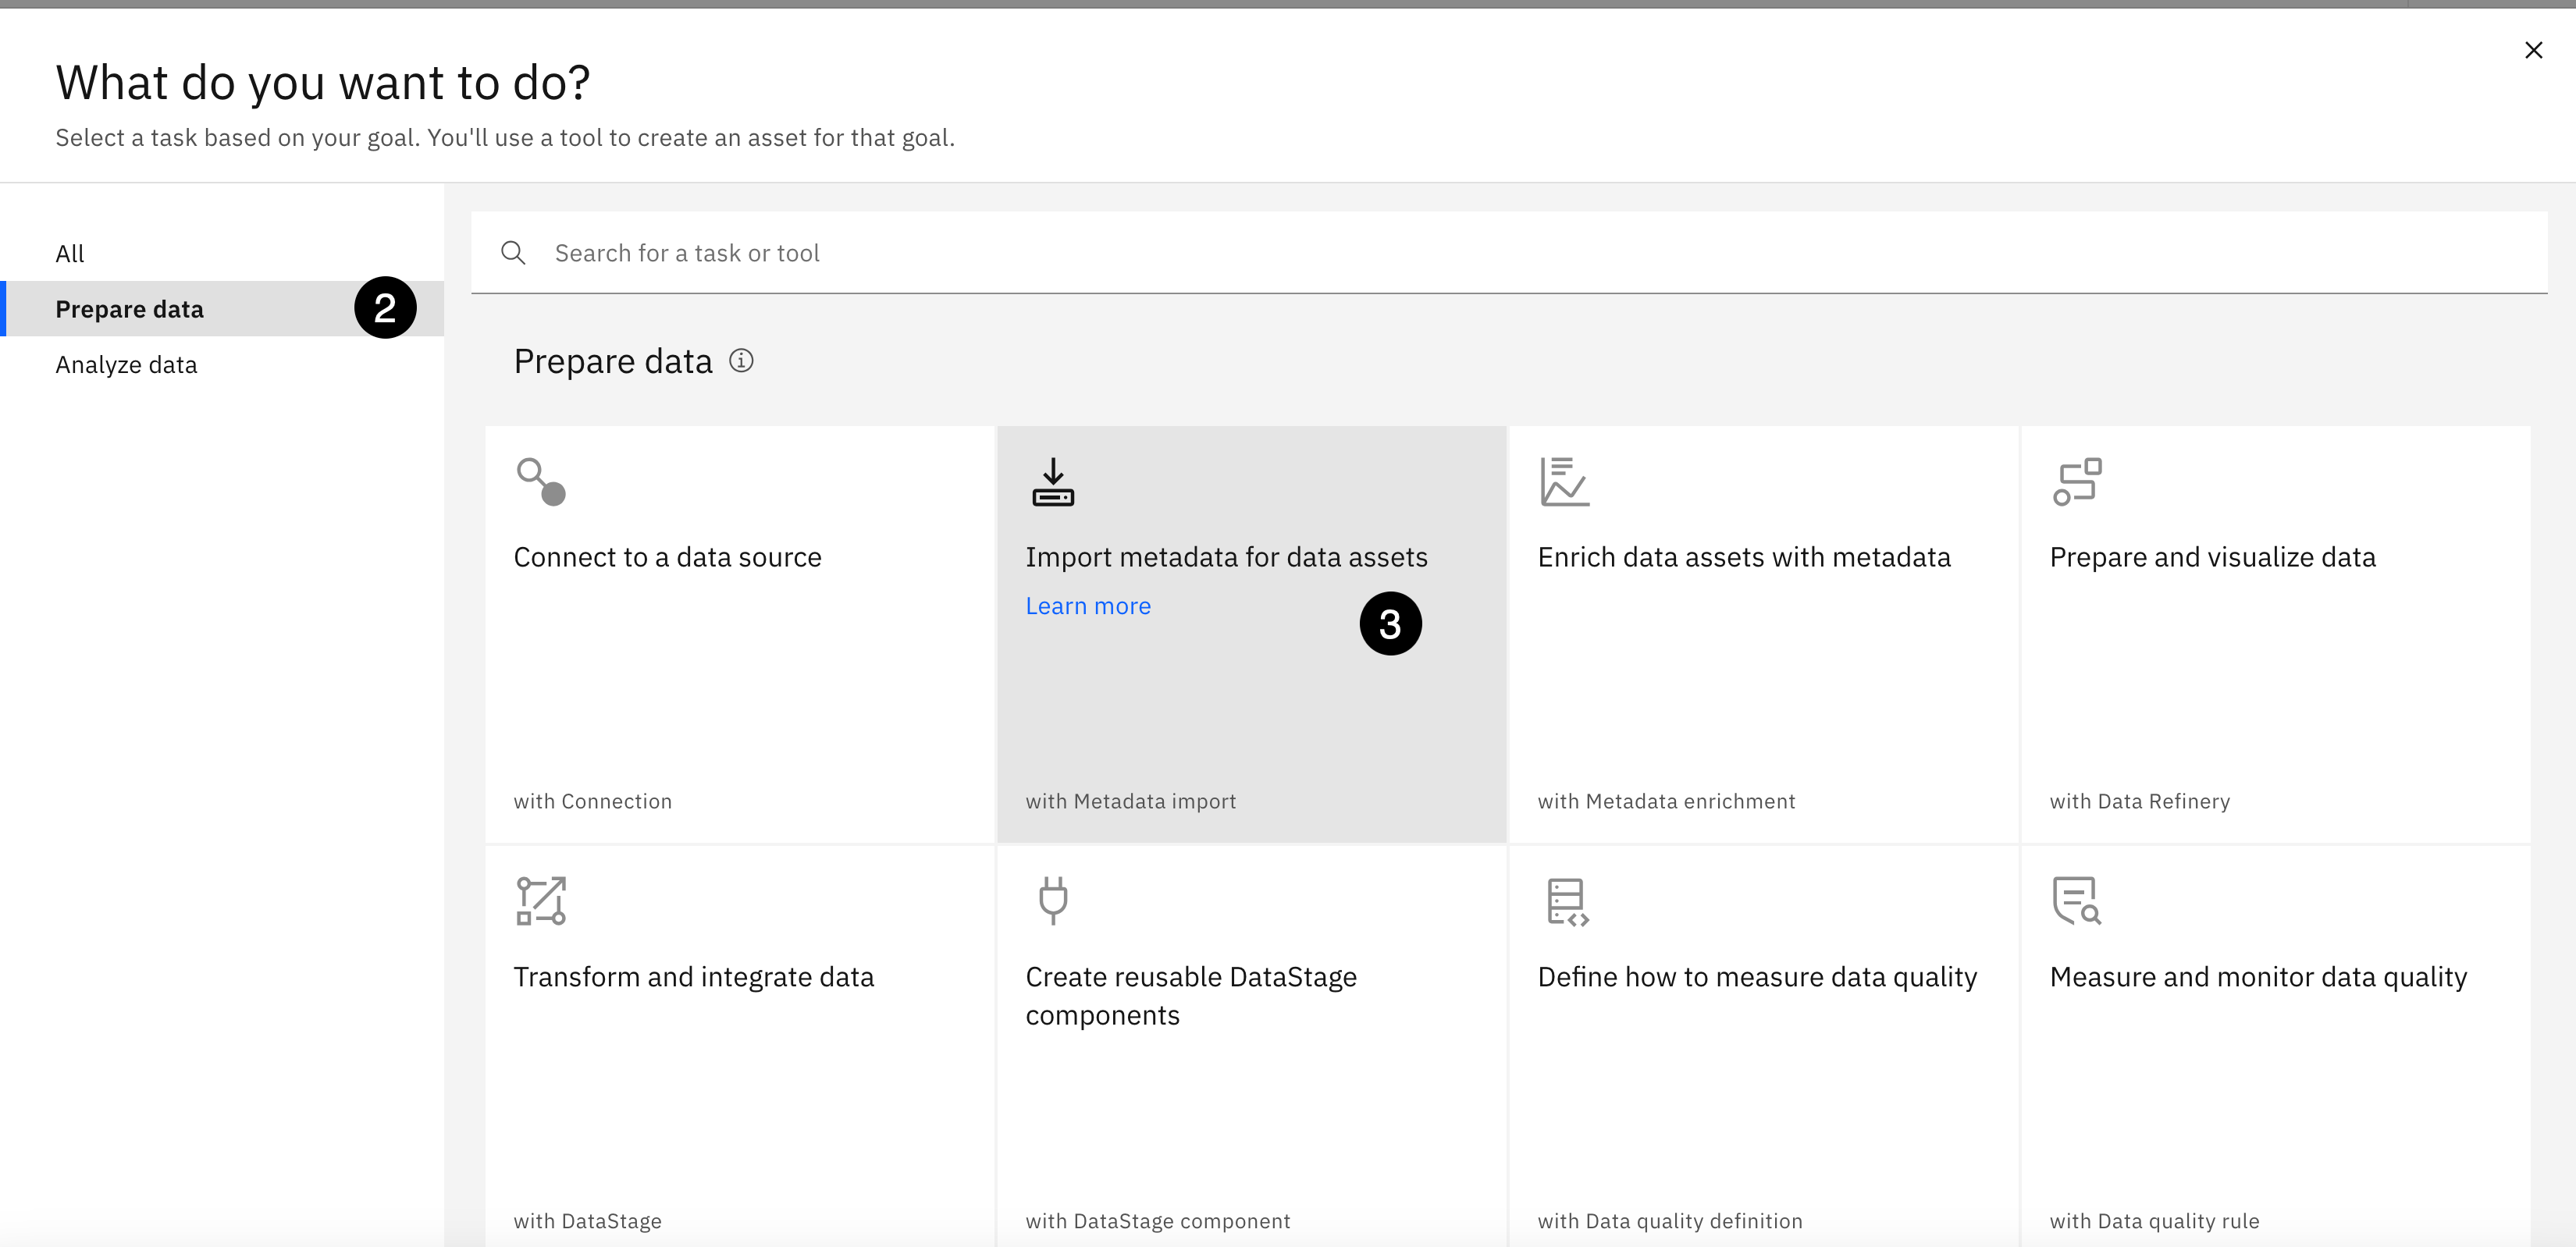 What do you want to do?
Select a task based on your goal. You'll use a tool to create an asset for that goal.
All
Prepare data
2
Analyze data
Search for a task or tool
Prepare data
Connect to a data source
with Connection
Import metadata for data assets
Learn more
3
with Metadata import
Enrich data assets with metadata
with Metadata enrichment
Prepare and visualize data
with Data Refinery
Transform and integrate data
with DataStage
Create reusable DataStage
components
with DataStage component
Define how to measure data quality
with Data quality definition
Measure and monitor data quality
with Data quality rule